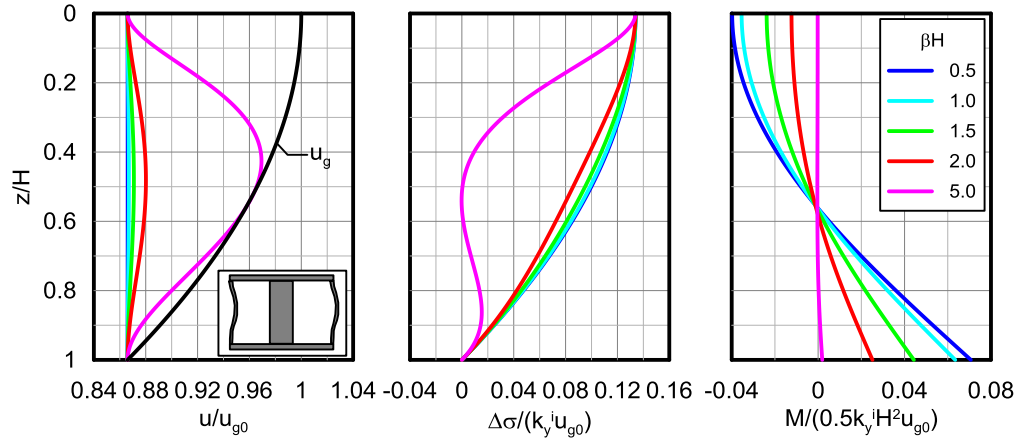 0
0.2
0.4
0.6
0.8
1
z/H
0.84 0.88 0.92 0.96 1 1.04
u/u_g0
u_g
-0.04 0 0.04 0.08 0.12 0.16
Δσ/(k_y^i u_g0)
-0.04 0 0.04 0.08
M/(0.5k_y^i H²u_g0)
βH
0.5
1.0
1.5
2.0
5.0